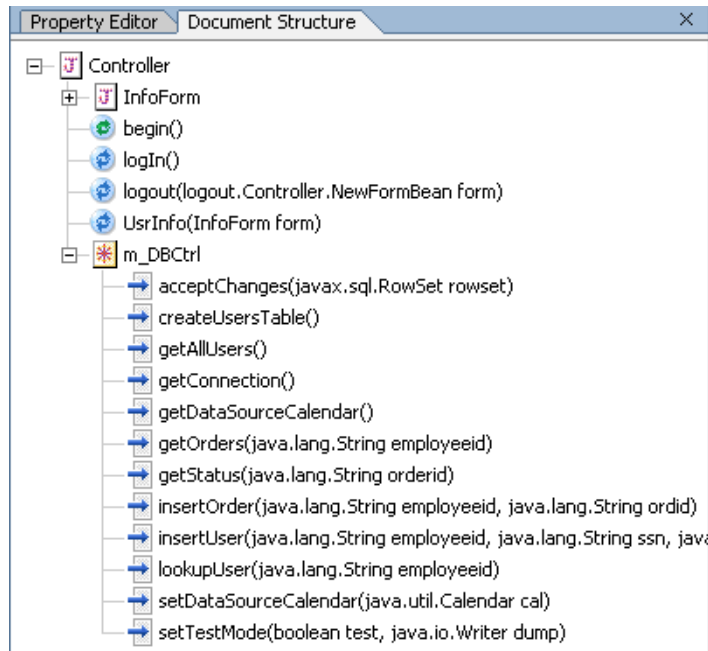 Property Editor Document Structure
Controller
InfoForm
begin()
logIn()
logout(logout.Controller.NewFormBean form)
UsrInfo(InfoForm form)
m_DBCtrl
acceptChanges(javax.sql.RowSet rowset)
createUsersTable()
getAllUsers()
getConnection()
getDataSourceCalendar()
getOrders(java.lang.String employeeid)
getStatus(java.lang.String orderid)
insertOrder(java.lang.String employeeid, java.lang.String ordid)
insertUser(java.lang.String employeeid, java.lang.String ssn, java
lookupUser(java.lang.String employeeid)
setDataSourceCalendar(java.util.Calendar cal)
setTestMode(boolean test, java.io.Writer dump)